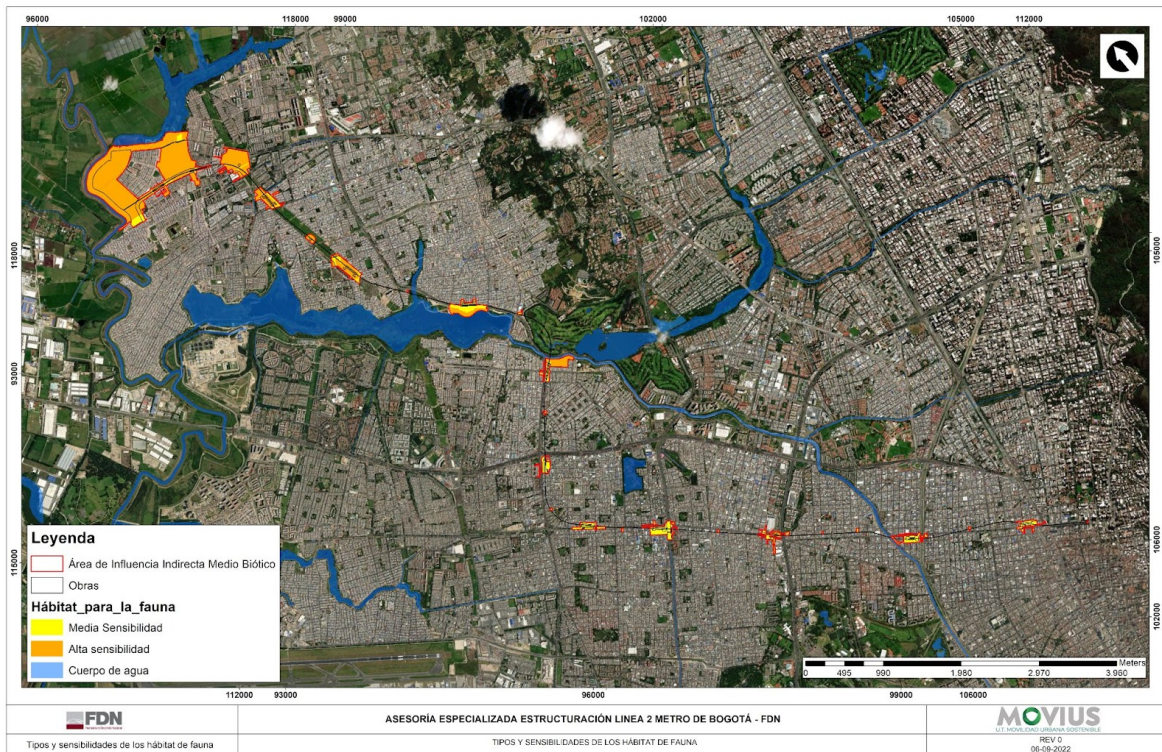 96000 118000 99000 102000 105000 112000
118000
105000
93000
115000
106000
102000
Leyenda
Área de Influencia Indirecta Medio Biótico
Obras
Hábitat_para_la_fauna
Media Sensibilidad
Alta sensibilidad
Cuerpo de agua
Meters
0 495 990 1.980 2.970 3.960
112000 93000 96000 99000 106000
FDN
Tipos y sensibilidades de los hábitat de fauna
ASESORÍA ESPECIALIZADA ESTRUCTURACIÓN LINEA 2 METRO DE BOGOTÁ - FDN
TIPOS Y SENSIBILIDADES DE LOS HÁBITAT DE FAUNA
MOVIUS
U.T. MOVILIDAD URBANA SOSTENIBLE
REV 0
06-09-2022